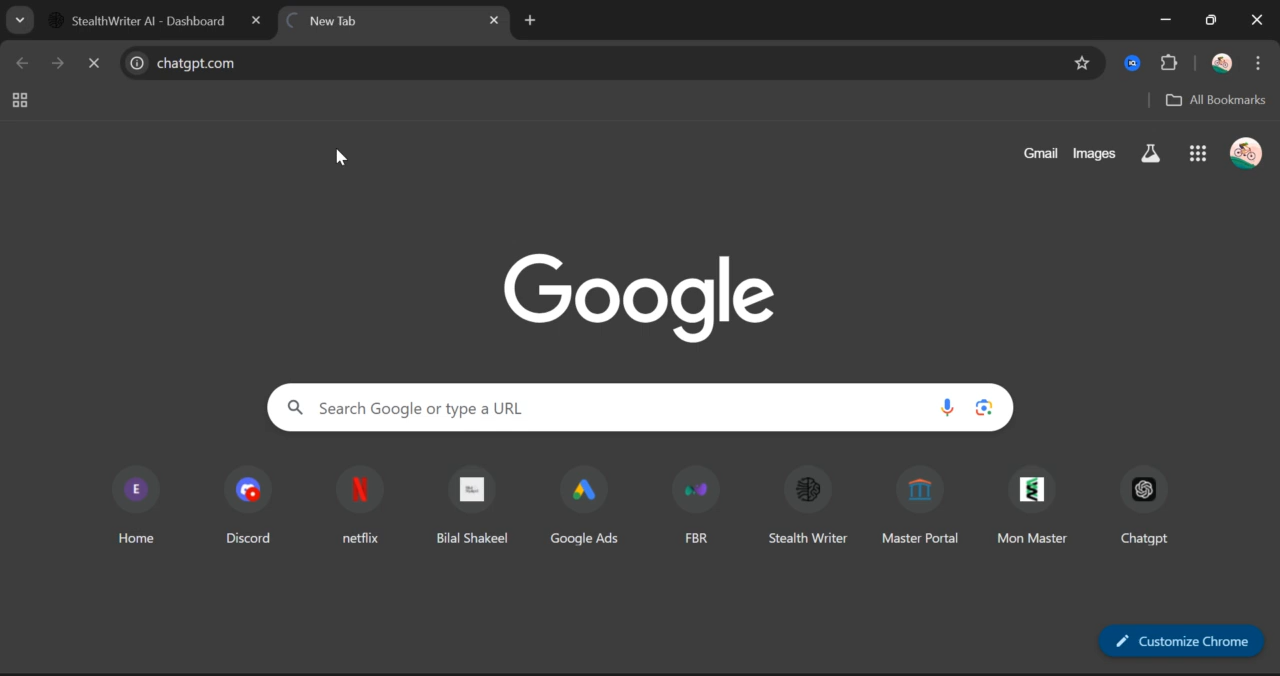 StealthWriter AI - Dashboard
New Tab
chatgpt.com
All Bookmarks
Gmail Images
Google
Search Google or type a URL
E
Home Discord netflix Bilal Shakeel Google Ads FBR Stealth Writer Master Portal Mon Master Chatgpt
Customize Chrome